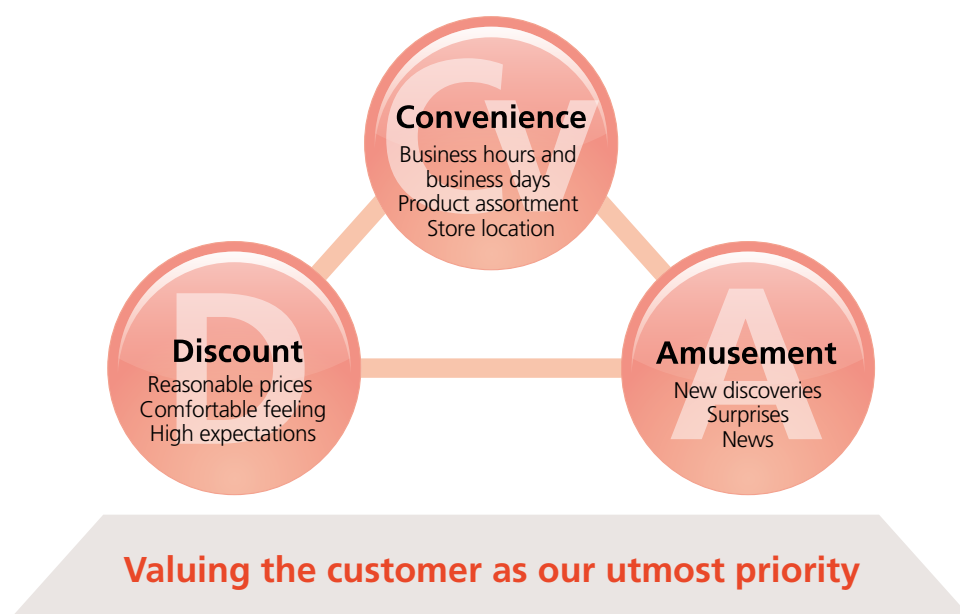 Cv
Convenience
Business hours and
business days
Product assortment
Store location
D
Discount
Reasonable prices
Comfortable feeling
High expectations
A
Amusement
New discoveries
Surprises
News
Valuing the customer as our utmost priority